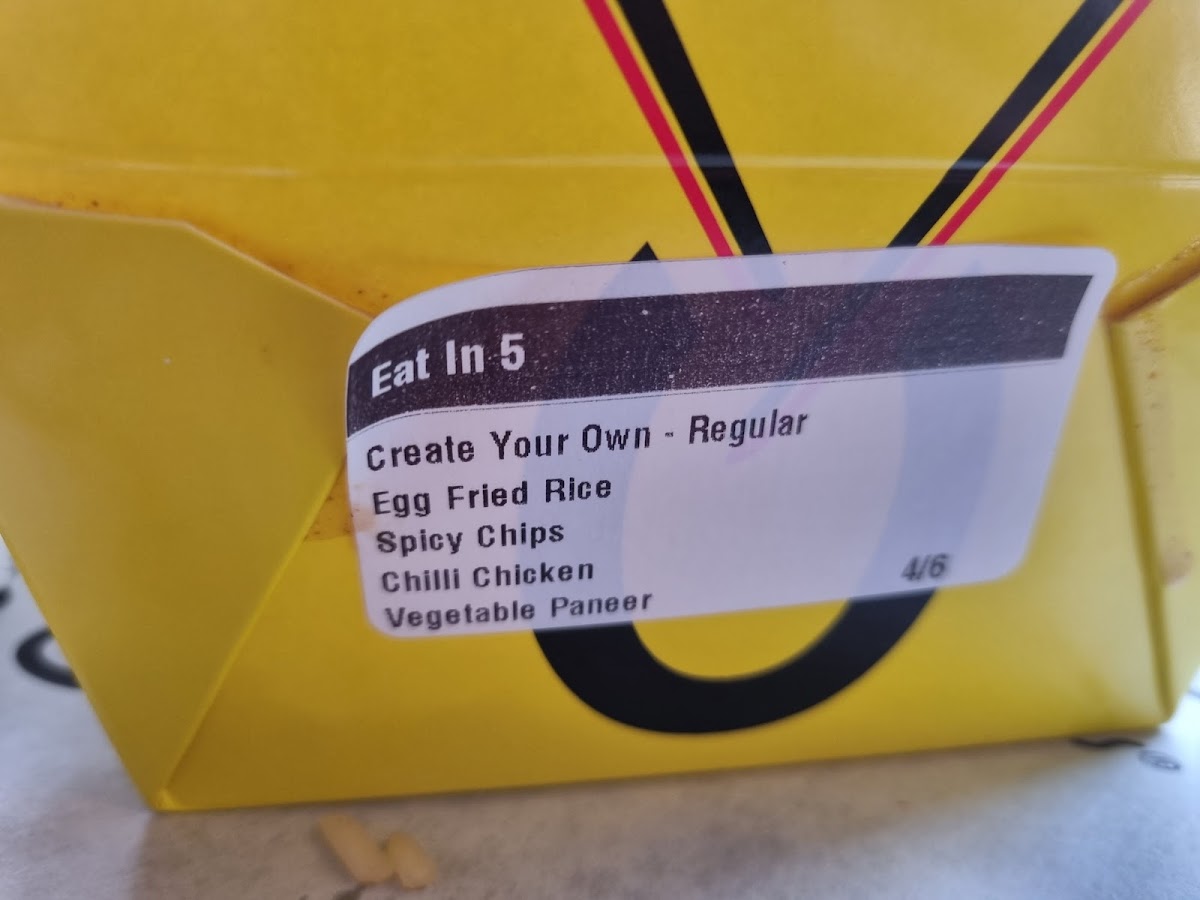 Eat In 5
Create Your Own - Regular
Egg Fried Rice
Spicy Chips
Chilli Chicken
Vegetable Paneer
4/6